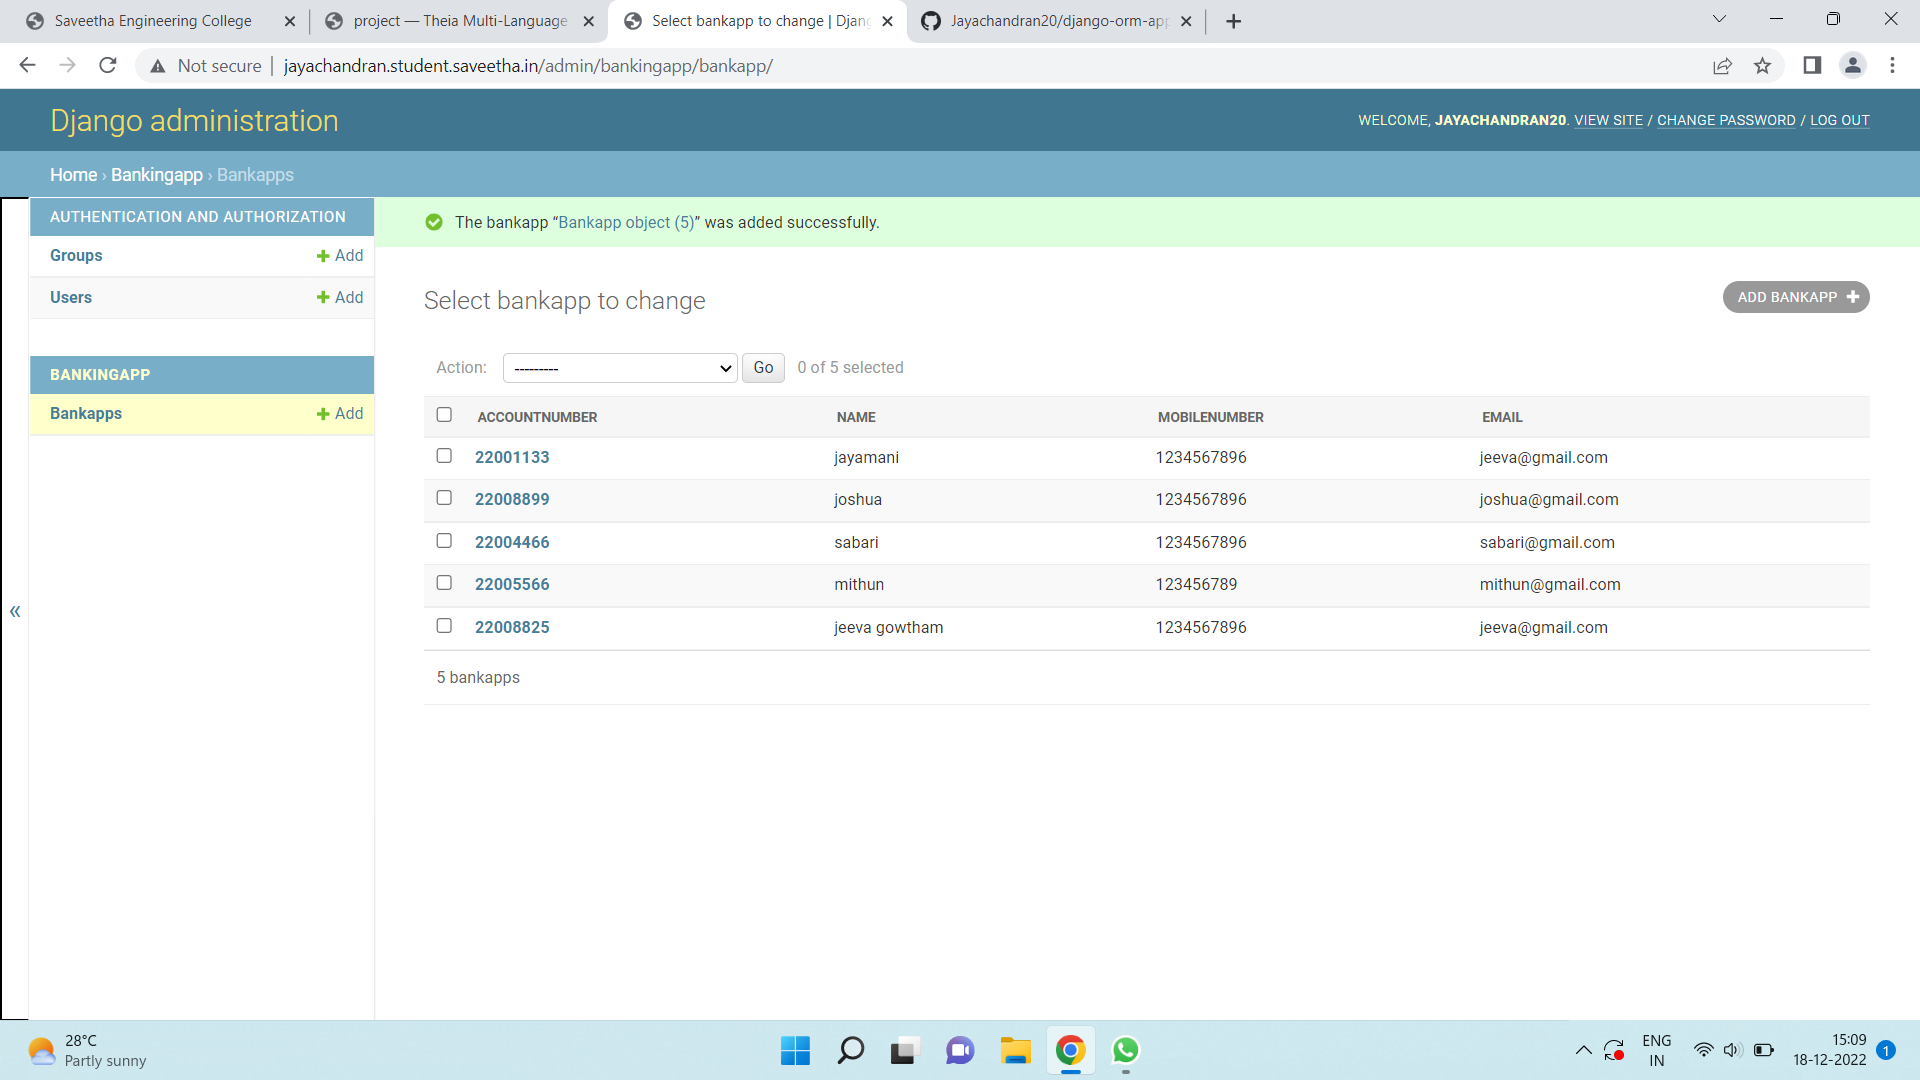 Saveetha Engineering College
project — Theia Multi-Language
Select bankapp to change | Djang
Jayachandran20/django-orm-app
Not secure
jayachandran.student.saveetha.in/admin/bankingapp/bankapp/
Django administration
WELCOME, JAYACHANDRAN20. VIEW SITE / CHANGE PASSWORD / LOG OUT
Home › Bankingapp › Bankapps
AUTHENTICATION AND AUTHORIZATION
Groups
+ Add
Users
+ Add
BANKINGAPP
Bankapps
+ Add
«
The bankapp “Bankapp object (5)” was added successfully.
Select bankapp to change
ADD BANKAPP +
Action: --------- Go 0 of 5 selected
ACCOUNTNUMBER NAME MOBILENUMBER EMAIL
22001133 jayamani 1234567896 jeeva@gmail.com
22008899 joshua 1234567896 joshua@gmail.com
22004466 sabari 1234567896 sabari@gmail.com
22005566 mithun 123456789 mithun@gmail.com
22008825 jeeva gowtham 1234567896 jeeva@gmail.com
5 bankapps
28°C
Partly sunny
ENG
IN
15:09
18-12-2022
1